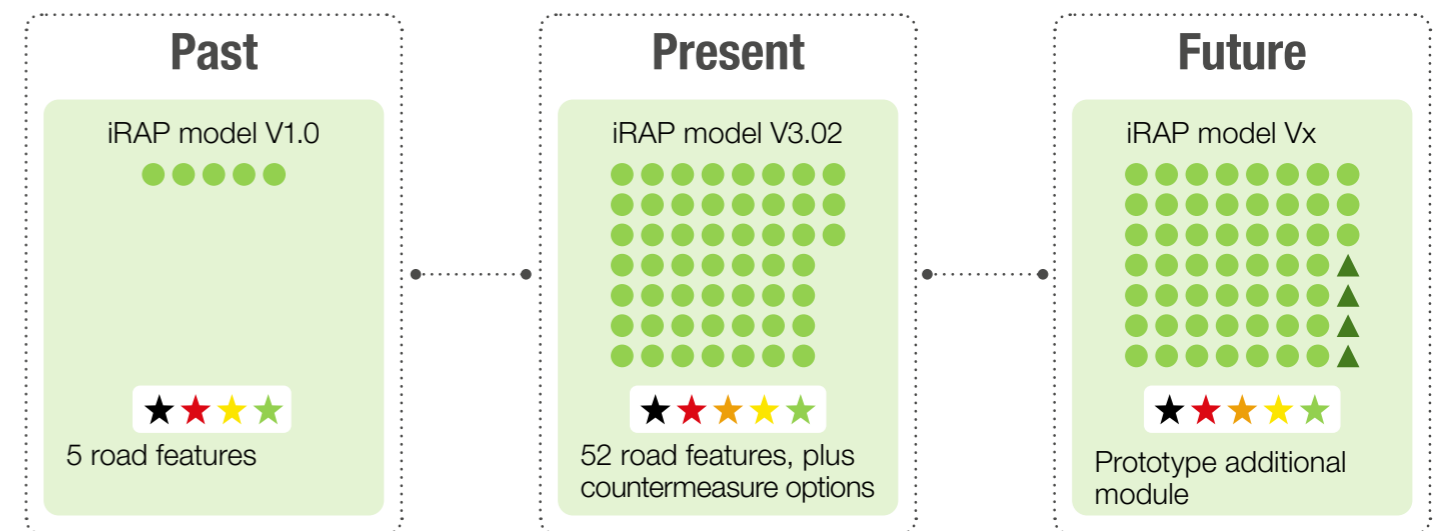 Past
iRAP model V1.0
5 road features
Present
iRAP model V3.02
52 road features, plus
countermeasure options
Future
iRAP model Vx
Prototype additional
module